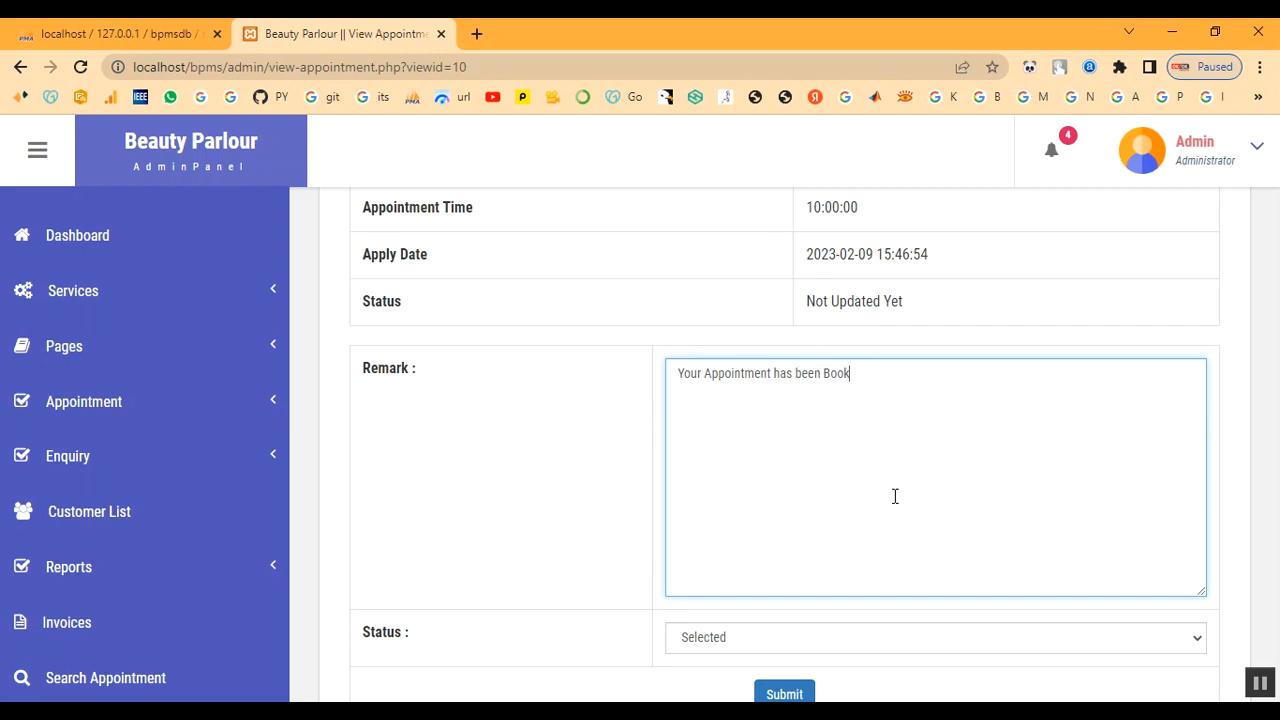 localhost / 127.0.0.1 / bpmsdb /
Beauty Parlour || View Appointme
localhost/bpms/admin/view-appointment.php?viewid=10
Paused
IEEE PY git its PMA url Go K B M N A P I »
Beauty Parlour
AdminPanel
4
Admin
Administrator
Dashboard
Services
Pages
Appointment
Enquiry
Customer List
Reports
Invoices
Search Appointment
Appointment Time 10:00:00
Apply Date 2023-02-09 15:46:54
Status Not Updated Yet
Remark : Your Appointment has been Book
Status : Selected
Submit